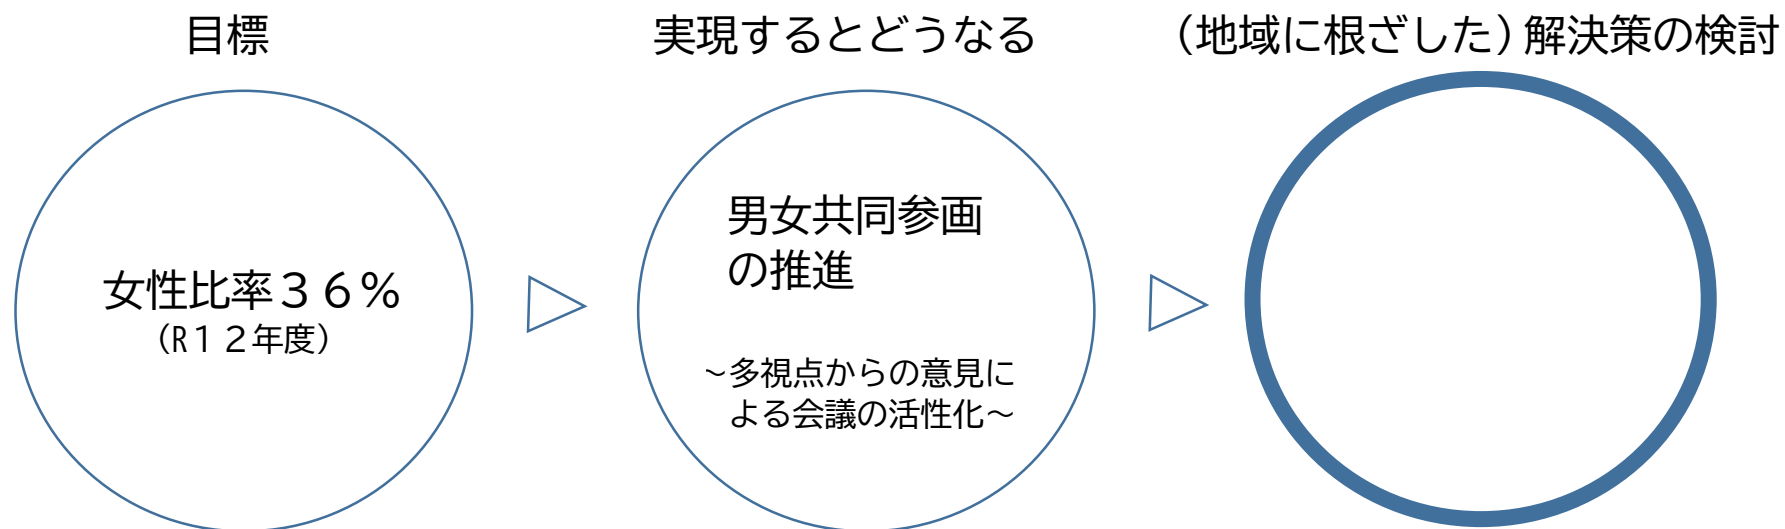 目標
実現するとどうなる
（地域に根ざした）解決策の検討
女性比率３６％
（R１２年度）
男女共同参画
の推進
～多視点からの意見に
よる会議の活性化～